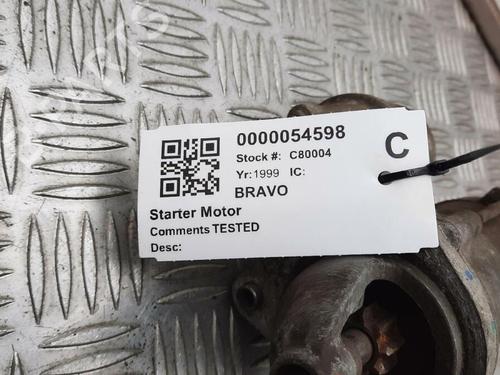 0000054598
Stock #: C80004
Yr: 1999 IC:
BRAVO
C
Starter Motor
Comments TESTED
Desc: